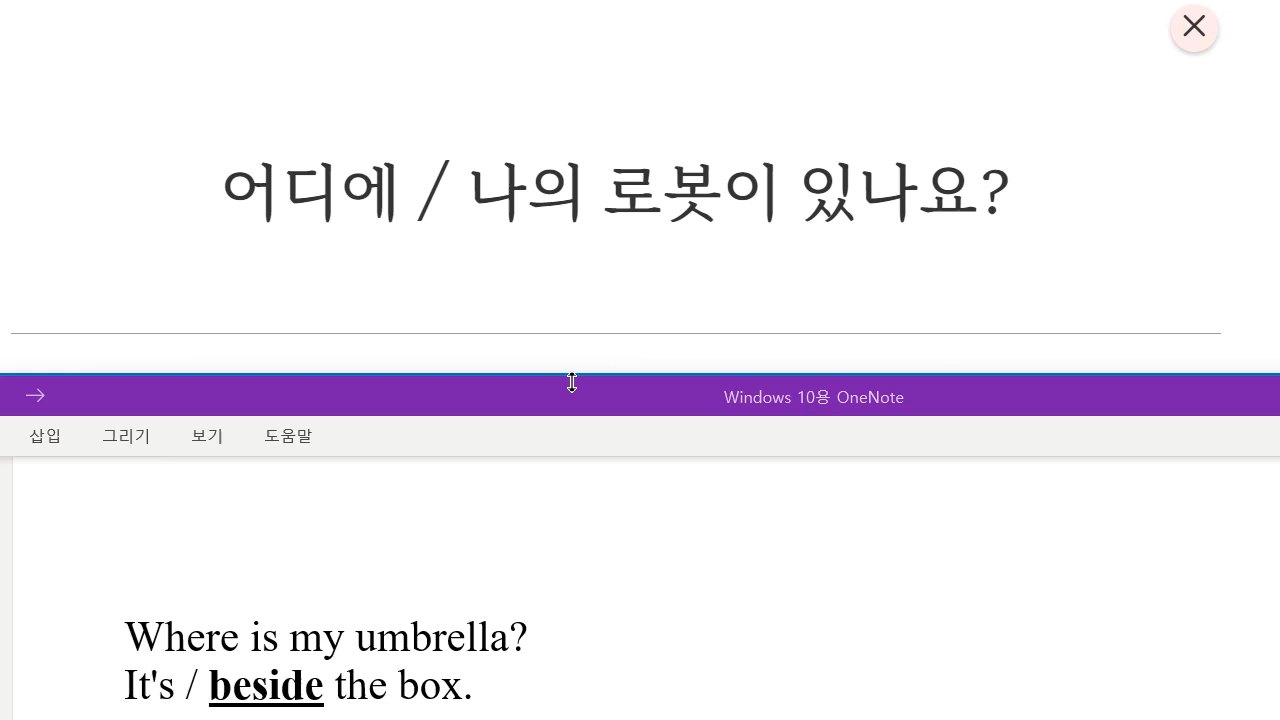 어디에 / 나의 로봇이 있나요?
Windows 10용 OneNote
삽입 그리기 보기 도움말
Where is my umbrella?
It's / beside the box.